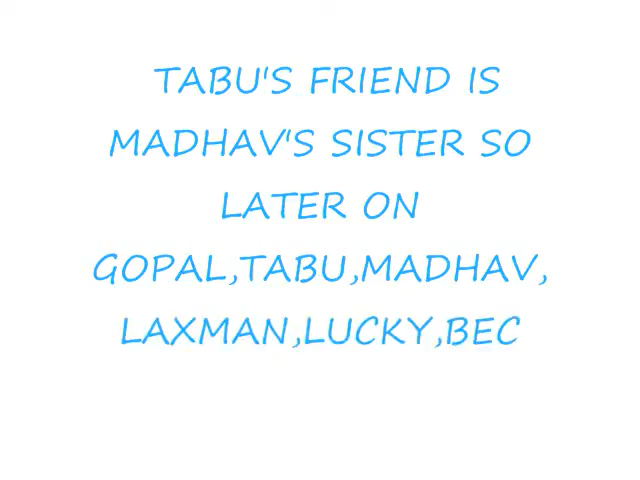 TABU'S FRIEND IS
MADHAV'S SISTER SO
LATER ON
GOPAL,TABU,MADHAV,
LAXMAN,LUCKY,BEC